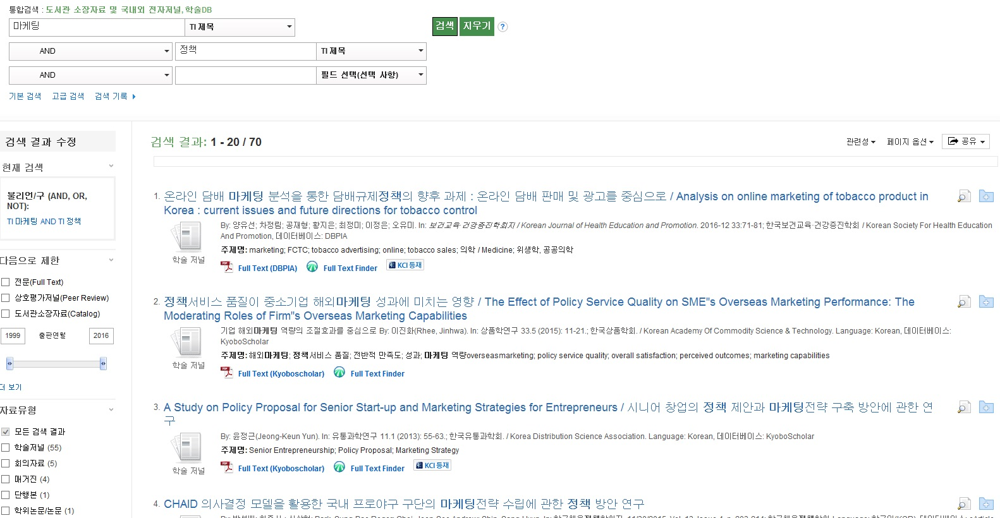 통합검색 : 도서관 소장자료 및 국내외 전자저널, 학술DB
마케팅 TI 제목 검색 지우기 ?
AND 정책 TI 제목
AND 필드 선택(선택 사항)
기본 검색 고급 검색 검색 기록
검색 결과 수정
현재 검색
불리언/구 (AND, OR,
NOT):
TI 마케팅 AND TI 정책
다음으로 제한
전문(Full Text)
상호평가저널(Peer Review)
도서관소장자료(Catalog)
1999 출판연월 2016
더 보기
자료유형
모든 검색 결과
학술저널 (55)
회의자료 (5)
매거진 (4)
단행본 (1)
학위논문/논문 (1)
검색 결과: 1 - 20 / 70 관련성 페이지 옵션 공유
1. 온라인 담배 마케팅 분석을 통한 담배규제정책의 향후 과제 : 온라인 담배 판매 및 광고를 중심으로 / Analysis on online marketing of tobacco product in
Korea : current issues and future directions for tobacco control
By: 양유선; 차정림; 공재형; 황지은; 최정미; 이정은; 오유미. In: 보건교육·건강증진학회지 / Korean Journal of Health Education and Promotion. 2016-12 33:71-81; 한국보건교육·건강증진학회 / Korean Society For Health Education
And Promotion, 데이터베이스: DBPIA
학술 저널
주제명: marketing; FCTC; tobacco advertising; online; tobacco sales; 의학 / Medicine; 위생학, 공공의학
PDF Full Text (DBPIA) Full Text Finder KCI 등재
2. 정책서비스 품질이 중소기업 해외마케팅 성과에 미치는 영향 / The Effect of Policy Service Quality on SME"s Overseas Marketing Performance: The
Moderating Roles of Firm"s Overseas Marketing Capabilities
기업 해외마케팅 역량의 조절효과를 중심으로 By: 이진화(Rhee, Jinhwa). In: 상품학연구 33.5 (2015): 11-21.; 한국상품학회. / Korean Academy Of Commodity Science & Technology. Language: Korean, 데이터베이스:
KyoboScholar
학술 저널
주제명: 해외마케팅; 정책서비스 품질; 전반적 만족도; 성과; 마케팅 역량overseasmarketing; policy service quality; overall satisfaction; perceived outcomes; marketing capabilities
PDF Full Text (Kyoboscholar) Full Text Finder
3. A Study on Policy Proposal for Senior Start-up and Marketing Strategies for Entrepreneurs / 시니어 창업의 정책 제안과 마케팅전략 구축 방안에 관한 연
구
By: 윤정근(Jeong-Keun Yun). In: 유통과학연구 11.1 (2013): 55-63.; 한국유통과학회. / Korea Distribution Science Association. Language: Korean, 데이터베이스: KyoboScholar
주제명: Senior Entrepreneurship; Policy Proposal; Marketing Strategy
학술 저널
PDF Full Text (Kyoboscholar) Full Text Finder KCI 등재
4. CHAID 의사결정 모델을 활용한 국내 프로야구 구단의 마케팅전략 수립에 관한 정책 방안 연구